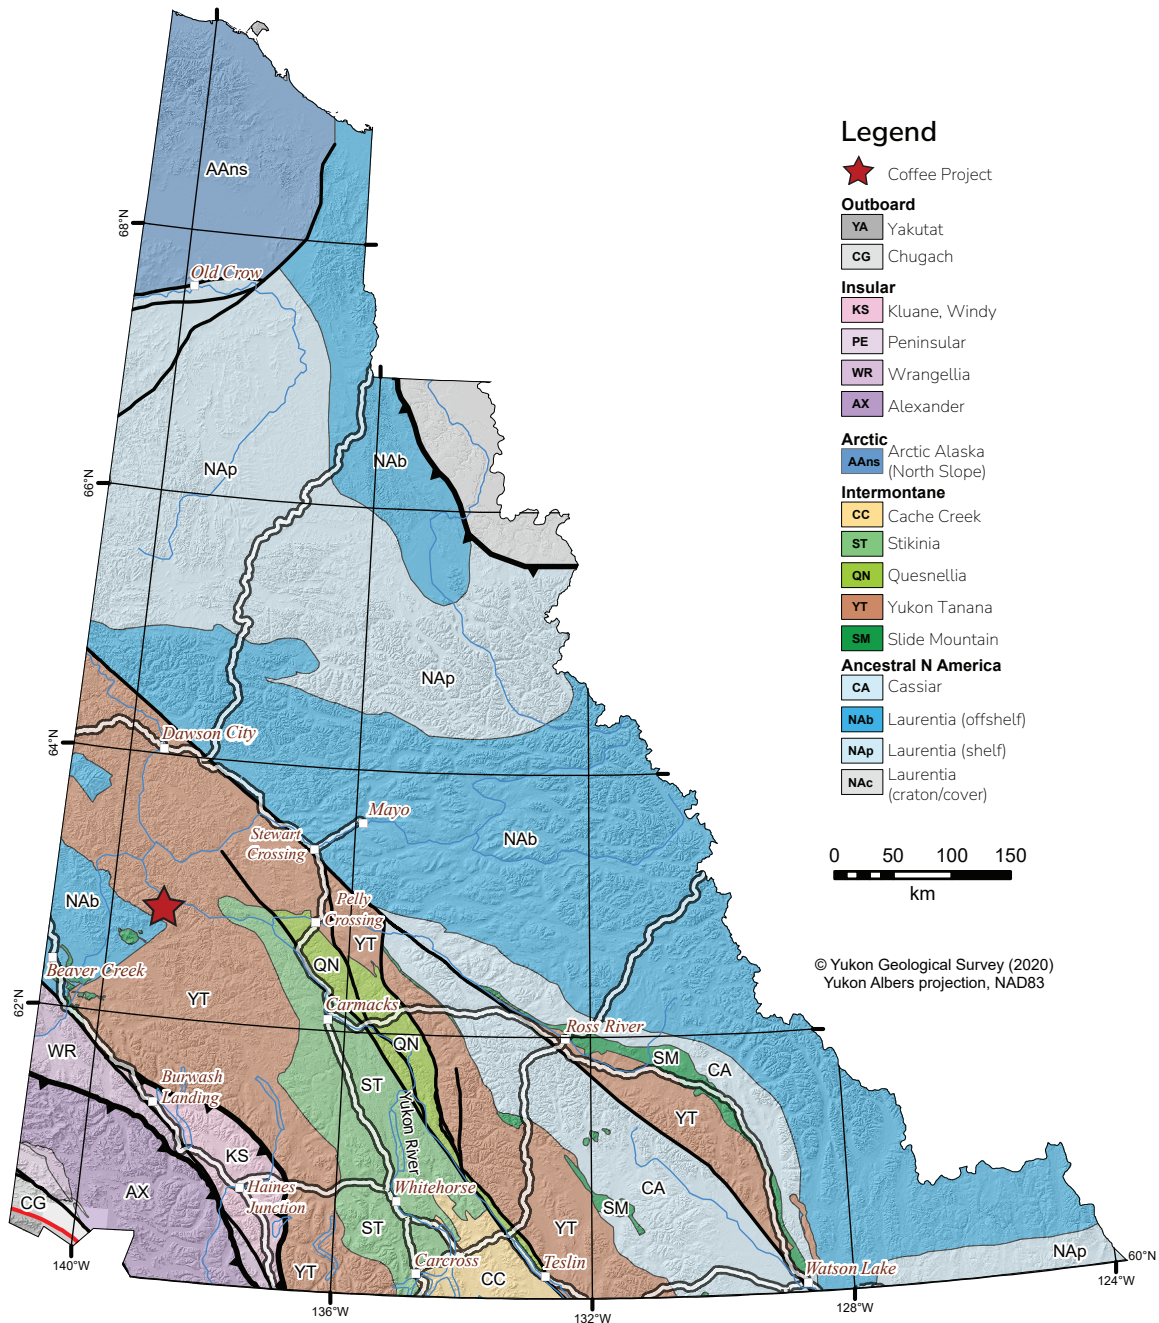 AAns
68°N
Old Crow
NAp
NAb
66°N
NAp
Dawson City
64°N
Mayo
Stewart
Crossing
NAb
NAb
Pelly
Crossing
YT
QN
Beaver Creek
YT
Carmacks
62°N
Ross River
QN
WR
SM
CA
Burwash
Landing
ST
YT
Yukon River
KS
AX
Haines
Junction
Whitehorse
CA
CG
SM
ST
YT
Carcross
Teslin
NAp
60°N
YT
CC
Watson Lake
140°W
136°W
132°W
128°W
124°W
Legend
Coffee Project
Outboard
YA Yakutat
CG Chugach
Insular
KS Kluane, Windy
PE Peninsular
WR Wrangellia
AX Alexander
Arctic
AAns Arctic Alaska
(North Slope)
Intermontane
CC Cache Creek
ST Stikinia
QN Quesnellia
YT Yukon Tanana
SM Slide Mountain
Ancestral N America
CA Cassiar
NAb Laurentia (offshelf)
NAp Laurentia (shelf)
NAc Laurentia
(craton/cover)
0 50 100 150
km
© Yukon Geological Survey (2020)
Yukon Albers projection, NAD83